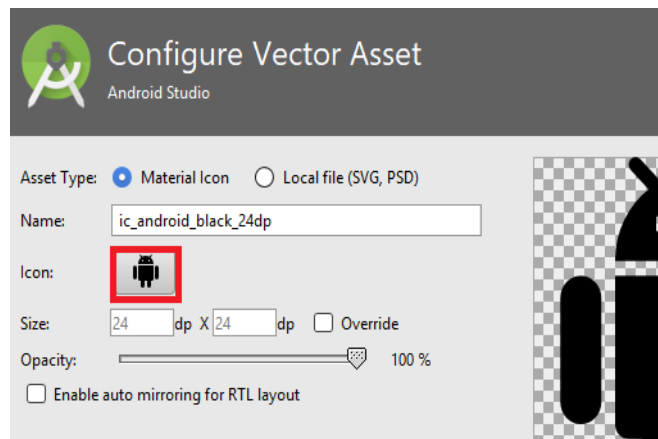 Configure Vector Asset
Android Studio
Asset Type: Material Icon Local file (SVG, PSD)
Name: ic_android_black_24dp
Icon:
Size: 24 dp X 24 dp Override
Opacity: 100 %
Enable auto mirroring for RTL layout